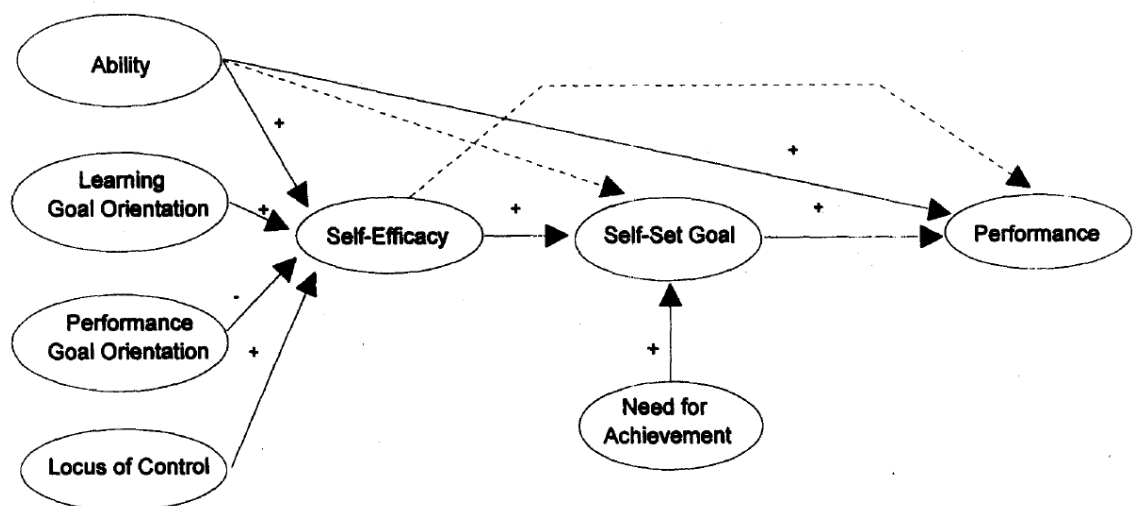 Ability
+
+
Learning
Goal Orientation
+
Self-Efficacy
+
Self-Set Goal
+
Performance
-
Performance
Goal Orientation
+
+
Need for
Achievement
Locus of Control